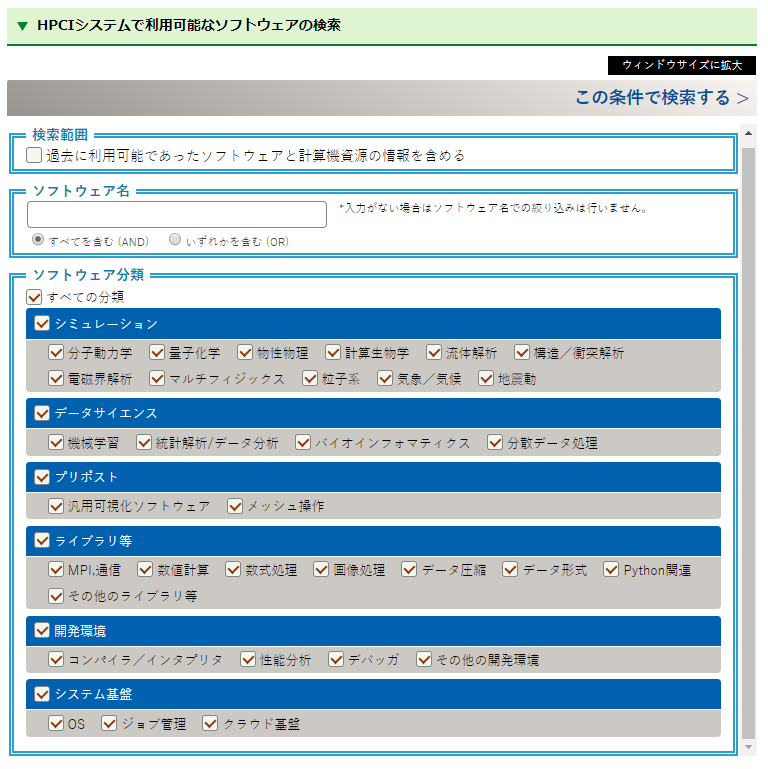 ▼ HPCIシステムで利用可能なソフトウェアの検索
ウィンドウサイズに拡大
この条件で検索する >
検索範囲
過去に利用可能であったソフトウェアと計算機資源の情報を含める
ソフトウェア名
*入力がない場合はソフトウェア名での絞り込みは行いません。
すべてを含む (AND) いずれかを含む (OR)
ソフトウェア分類
すべての分類
シミュレーション
分子動力学 量子化学 物性物理 計算生物学 流体解析 構造／衝突解析
電磁界解析 マルチフィジックス 粒子系 気象／気候 地震動
データサイエンス
機械学習 統計解析/データ分析 バイオインフォマティクス 分散データ処理
プリポスト
汎用可視化ソフトウェア メッシュ操作
ライブラリ等
MPI,通信 数値計算 数式処理 画像処理 データ圧縮 データ形式 Python関連
その他のライブラリ等
開発環境
コンパイラ／インタプリタ 性能分析 デバッガ その他の開発環境
システム基盤
OS ジョブ管理 クラウド基盤